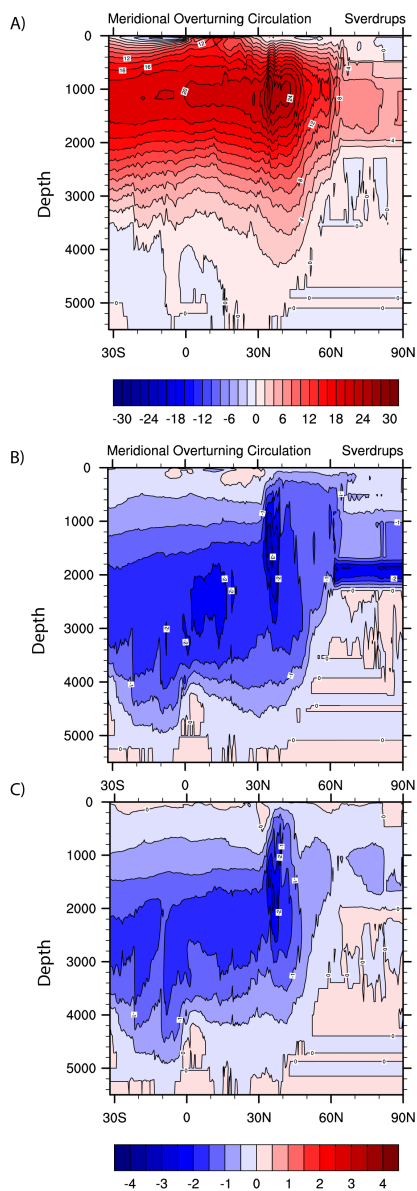 A)
Meridional Overturning Circulation Sverdrups
0
1000
2000
3000
4000
5000
Depth
30S 0 30N 60N 90N
-30 -24 -18 -12 -6 0 6 12 18 24 30
B)
Meridional Overturning Circulation Sverdrups
0
1000
2000
3000
4000
5000
Depth
30S 0 30N 60N 90N
C)
0
1000
2000
3000
4000
5000
Depth
30S 0 30N 60N 90N
-4 -3 -2 -1 0 1 2 3 4